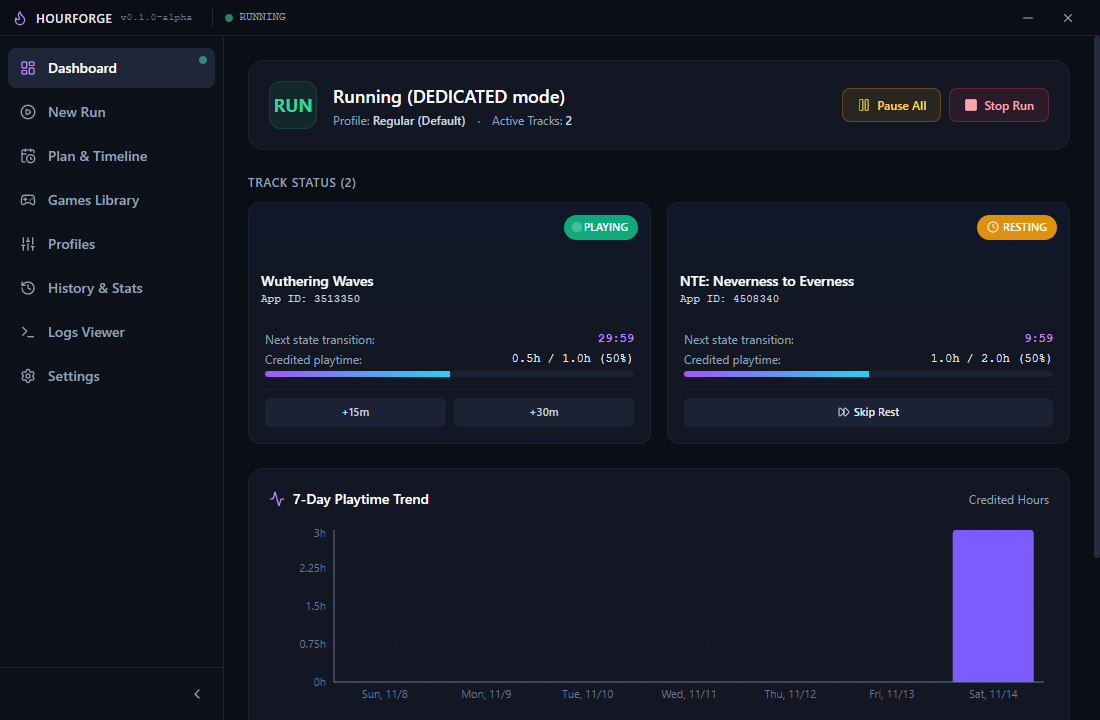 HOURFORGE v0.1.0-alpha RUNNING
Dashboard
New Run
Plan & Timeline
Games Library
Profiles
History & Stats
Logs Viewer
Settings
RUN
Running (DEDICATED mode)
Profile: Regular (Default) · Active Tracks: 2
Pause All
Stop Run
TRACK STATUS (2)
PLAYING
Wuthering Waves
App ID: 3513350
Next state transition: 29:59
Credited playtime: 0.5h / 1.0h (50%)
+15m
+30m
RESTING
NTE: Neverness to Everness
App ID: 4508340
Next state transition: 9:59
Credited playtime: 1.0h / 2.0h (50%)
Skip Rest
7-Day Playtime Trend
Credited Hours
3h
2.25h
1.5h
0.75h
0h
Sun, 11/8
Mon, 11/9
Tue, 11/10
Wed, 11/11
Thu, 11/12
Fri, 11/13
Sat, 11/14